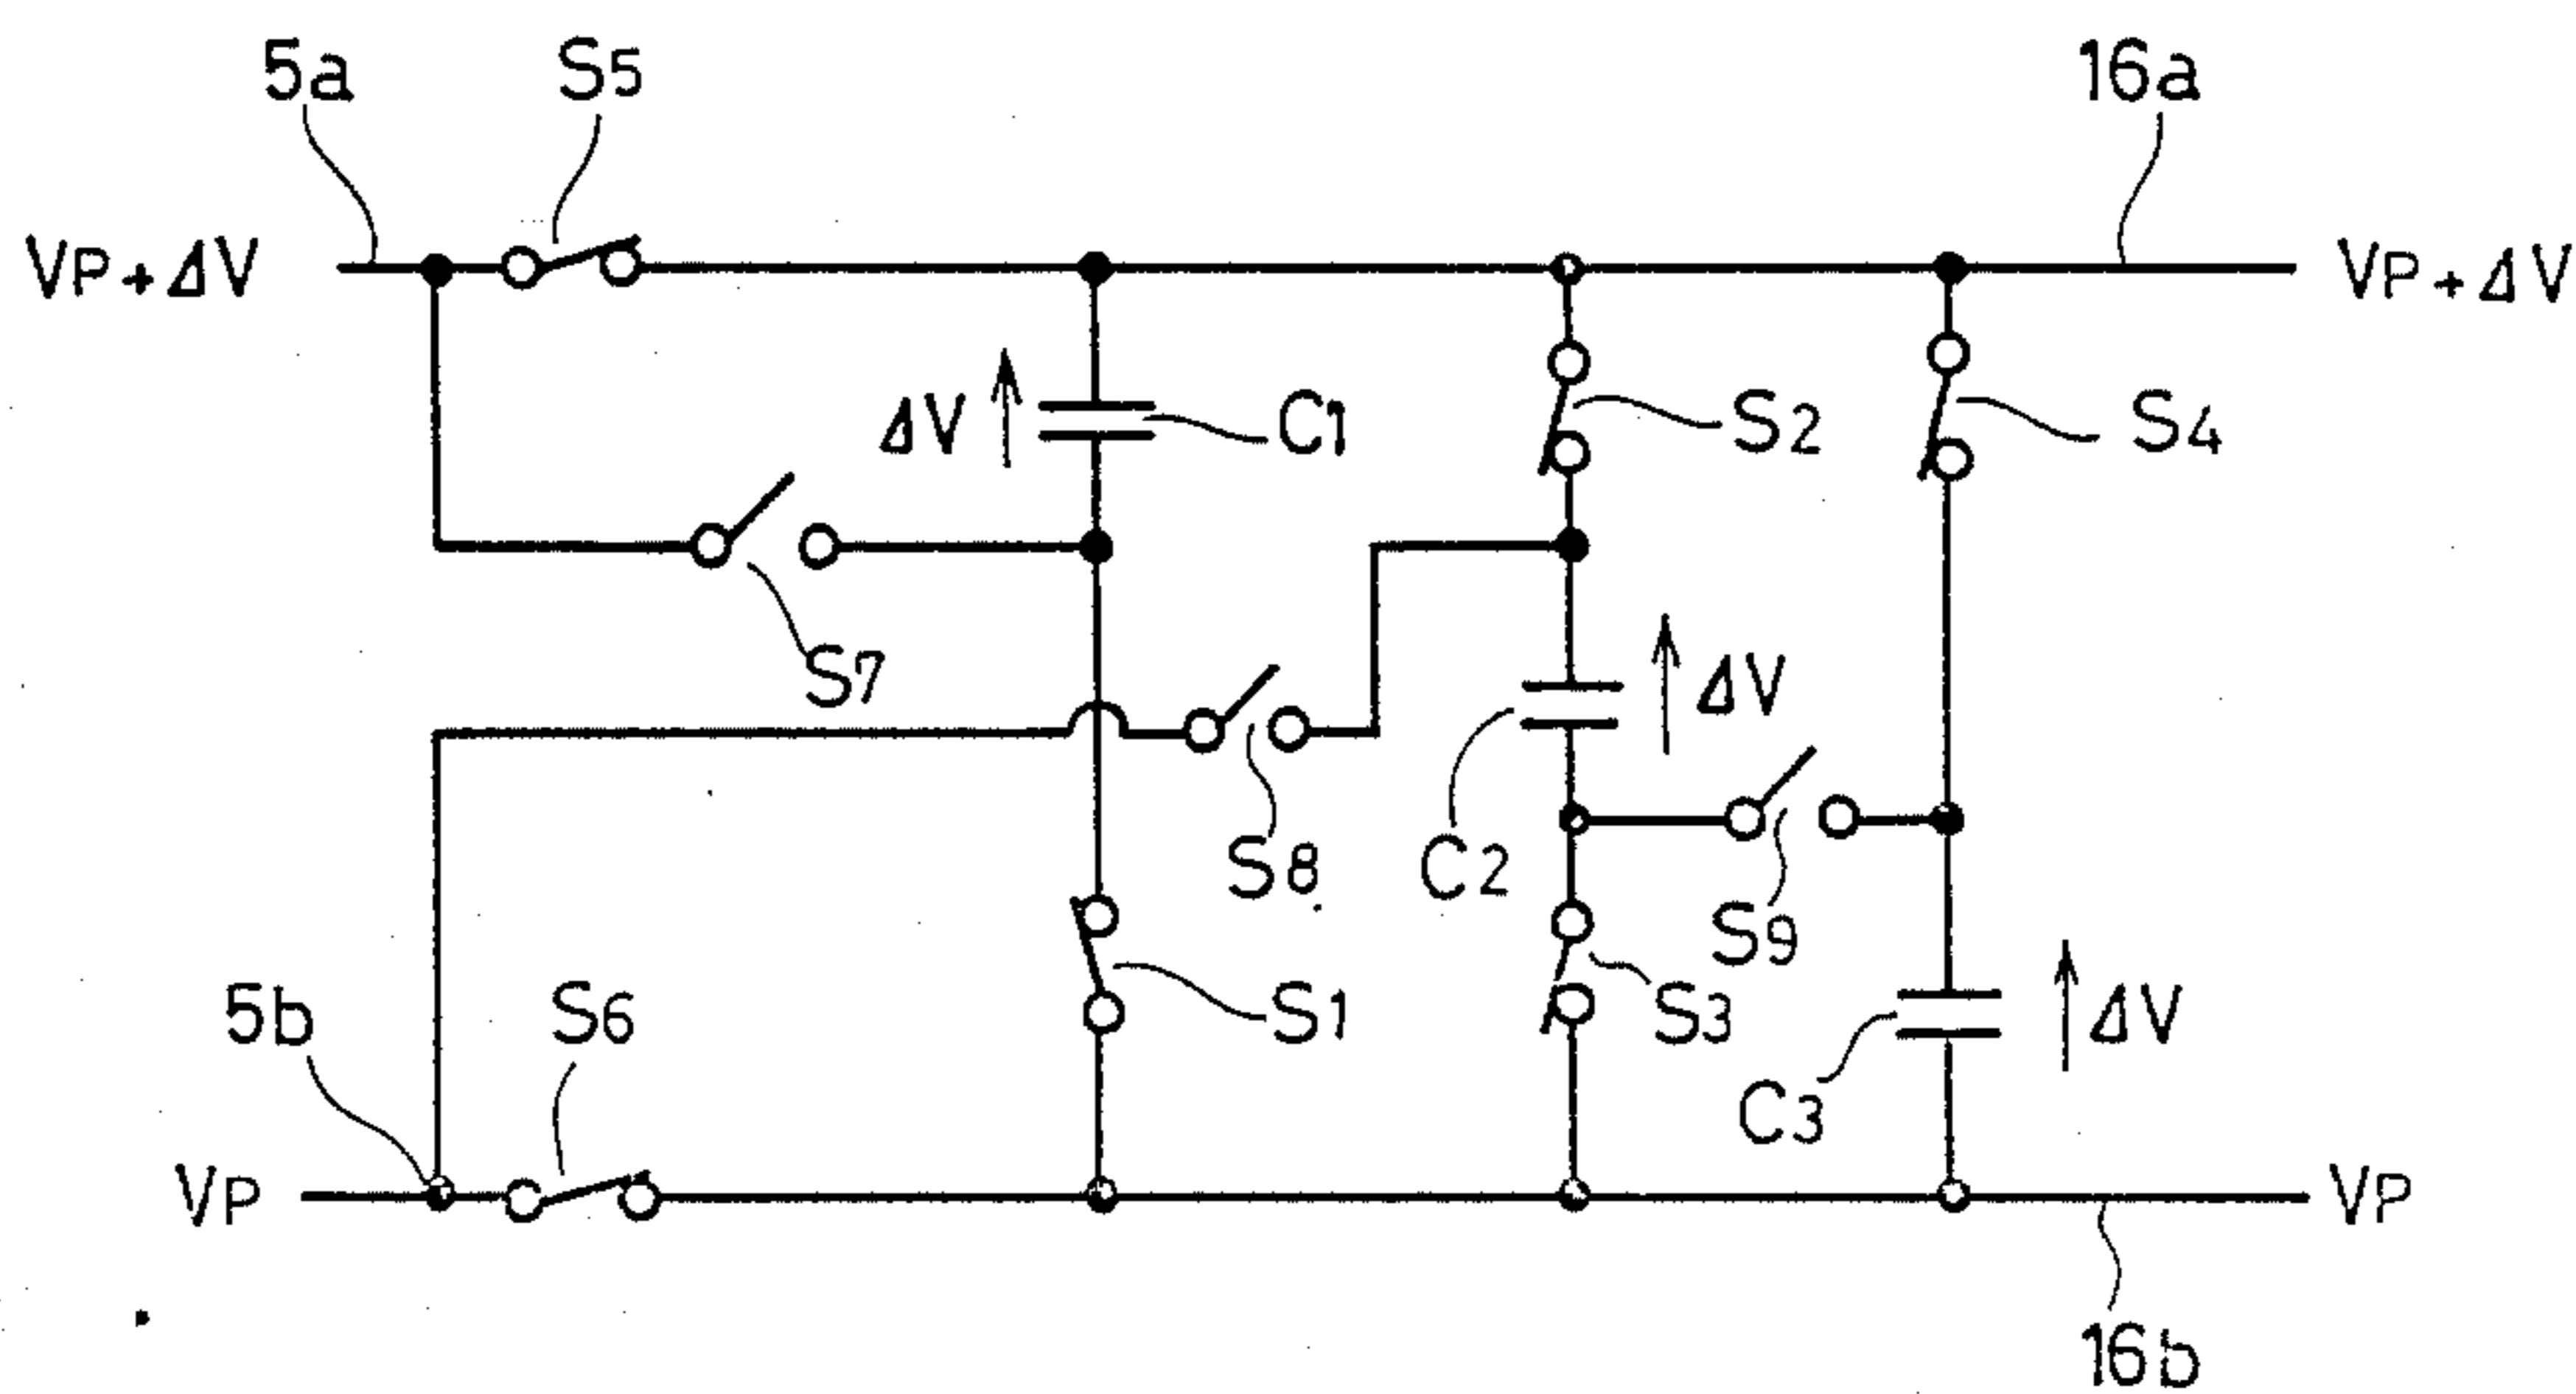 5a
S5
16a
VP + ΔV
VP + ΔV
ΔV
C1
S2
S4
S7
ΔV
S8
C2
S9
5b
S6
S1
S3
ΔV
C3
VP
VP
16b